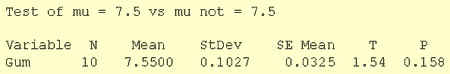 Test of mu = 7.5 vs mu not = 7.5
Variable N Mean StDev SE Mean T P
Gum 10 7.5500 0.1027 0.0325 1.54 0.158